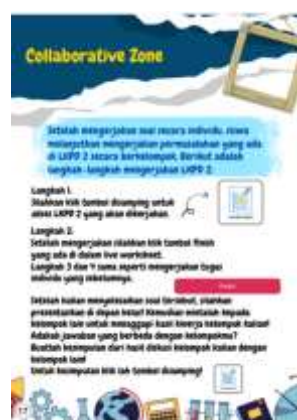 Collaborative Zone
Setelah mengerjakan soal secara individu, siswa
melanjutkan mengerjakan permasalahan yang ada
di LKPD 2 secara berkelompok. Berikut adalah
langkah-langkah mengerjakan LKPD 2:
Langkah 1.
Silahkan klik tombol disamping untuk
akses LKPD 2 yang akan dikerjakan.
Langkah 2.
Setelah mengerjakan silahkan klik tombol finish
yang ada di dalam live worksheet.
Langkah 3 dan 4 sama seperti mengerjakan tugas
individu yang sebelumnya.
Setelah kalian menyelesaikan soal tersebut, silahkan
presentasikan di depan kelas! Kemudian mintalah kepada
kelompok lain untuk menanggapi hasil kinerja kelompok kalian!
Adakah jawaban yang berbeda dengan kelompokmu?
Buatlah kesimpulan dari hasil diskusi kelompok kalian dengan
kelompok lain!
Untuk kesimpulan klik lah tombol disamping!
17